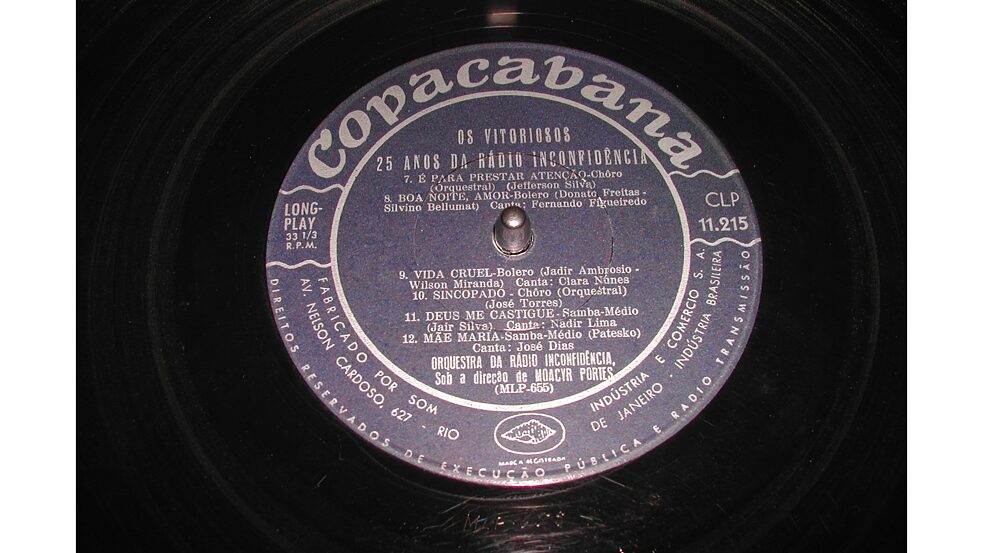 Copacabana
OS VITORIOSOS
25 ANOS DA RÁDIO INCONFIDÊNCIA
7. É PARA PRESTAR ATENÇÃO-Chôro
(Orquestral) (Jefferson Silva)
8. BOA NOITE, AMOR-Bolero (Donato Freitas -
Silvino Bellumat) Canta: Fernando Figueiredo
LONG-
PLAY
33 1/3
R.P.M.
CLP
11.215
9. VIDA CRUEL-Bolero (Jadir Ambrosio -
Wilson Miranda) Canta: Clara Nunes
10. SINCOPADO - Chôro (Orquestral)
(José Torres)
11. DEUS ME CASTIGUE-Samba-Médio
(Jair Silva) Canta: Nadir Lima
12. MÃE MARIA-Samba-Médio (Patesko)
Canta: José Dias
ORQUESTRA DA RÁDIO INCONFIDÊNCIA,
Sob a direção de MOACYR PORTES
(MLP-655)
FABRICADO POR SOM INDÚSTRIA E COMERCIO S. A.
AV. NELSON CARDOSO, 627 - RIO DE JANEIRO - INDÚSTRIA BRASILEIRA
MARCA REGISTRADA
DIREITOS RESERVADOS DE EXECUÇÃO PÚBLICA E RADIO TRANSMISSÃO